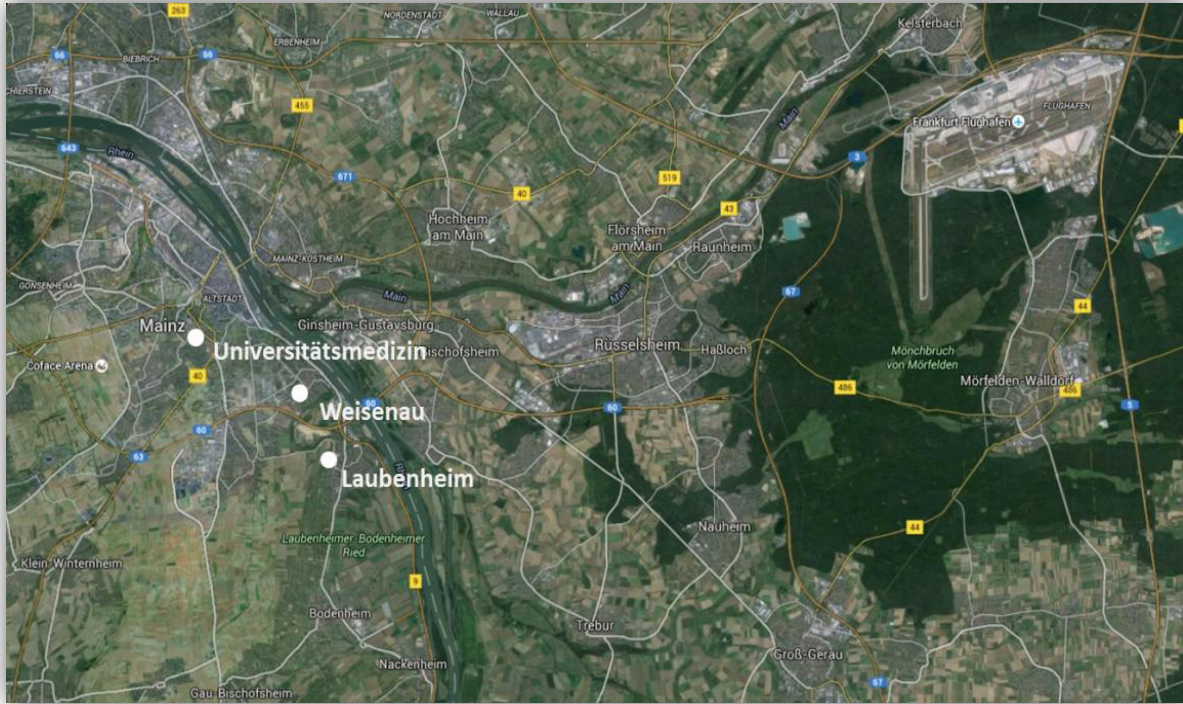 263
NORDENSTADT
WALLAU
Kelsterbach
ERBENHEIM
66
BIEBRICH
66
CHIERSTEIN
455
FLUGHAFEN
Frankfurt Flughafen
Main
643
Rhein
3
671
519
40
43
Hochheim
am Main
Flörsheim
am Main
Raunheim
MAINZ-KOSTHEIM
GONSENHEIM
ALTSTADT
Main
Main
67
44
Mainz
Ginsheim-Gustavsburg
Universitätsmedizin
Bischofsheim
Rüsselsheim
Haßloch
Mönchbruch
von Mörfelden
Coface Arena
40
Mörfelden-Walldorf
486
486
60
Weisenau
60
5
60
63
Laubenheim
Nauheim
44
Laubenheimer-Bodenheimer
Ried
Klein-Winternheim
9
Bodenheim
Trebur
Groß-Gerau
Nackenheim
67
Gau-Bischofsheim